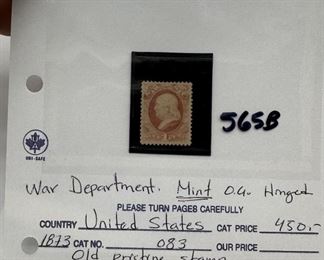 565B
UNI-SAFE
War Department. Mint O.G. Hinged
PLEASE TURN PAGES CAREFULLY
COUNTRY United States CAT PRICE 450.-
1873 CAT NO. O83 OUR PRICE
Old pristine stamp